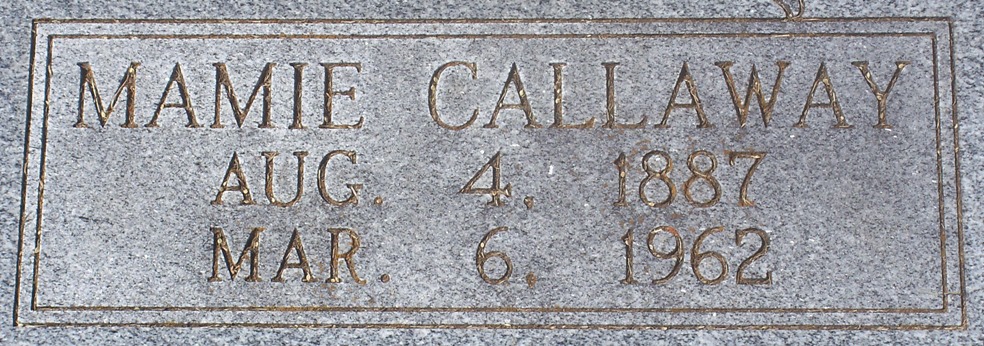 MAMIE CALLAWAY
AUG. 4, 1887
MAR. 6. 1962